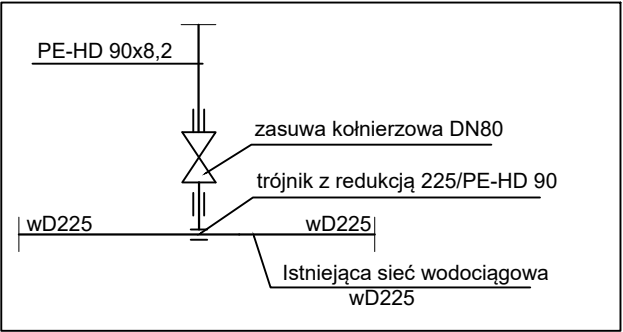 PE-HD 90x8,2
zasuwa kołnierzowa DN80
trójnik z redukcją 225/PE-HD 90
wD225 wD225
Istniejąca sieć wodociągowa
wD225